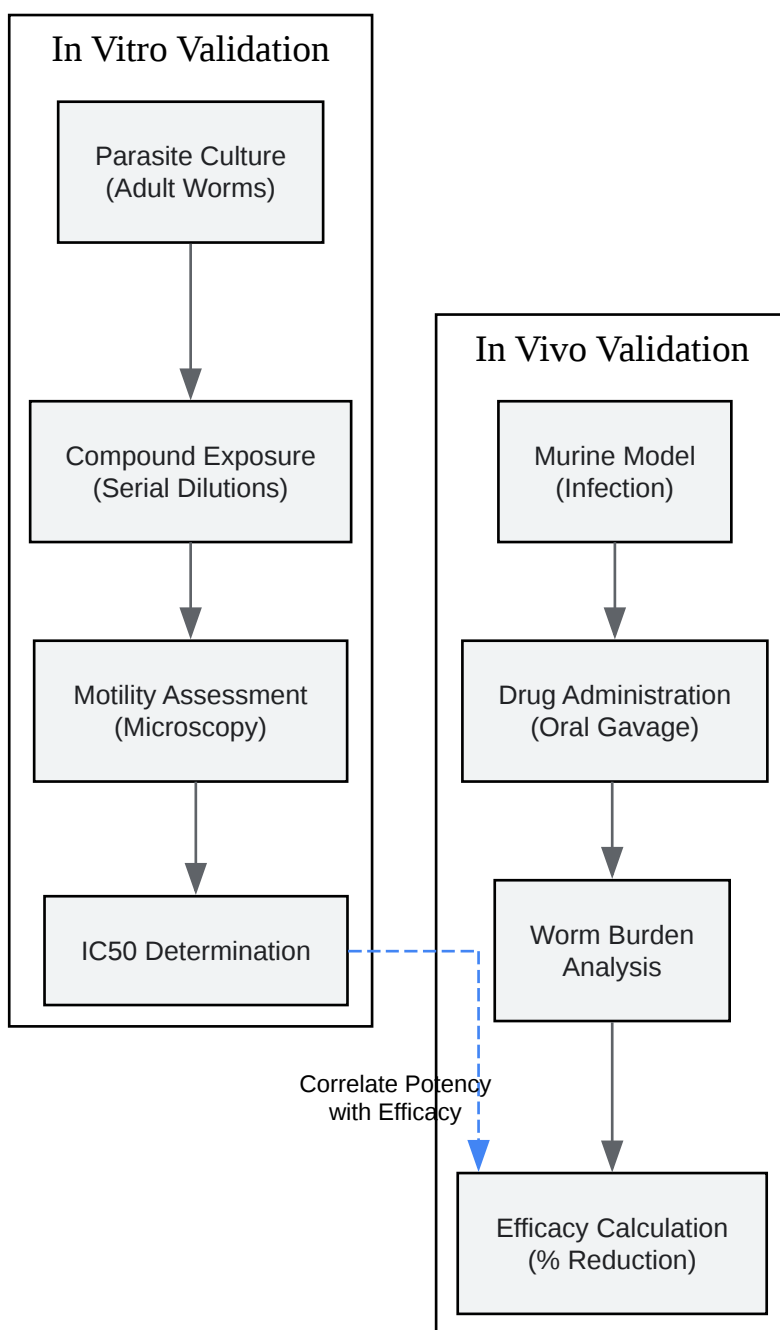 In Vitro Validation
Parasite Culture
(Adult Worms)
Compound Exposure
(Serial Dilutions)
Motility Assessment
(Microscopy)
IC50 Determination
Correlate Potency
with Efficacy
In Vivo Validation
Murine Model
(Infection)
Drug Administration
(Oral Gavage)
Worm Burden
Analysis
Efficacy Calculation
(% Reduction)